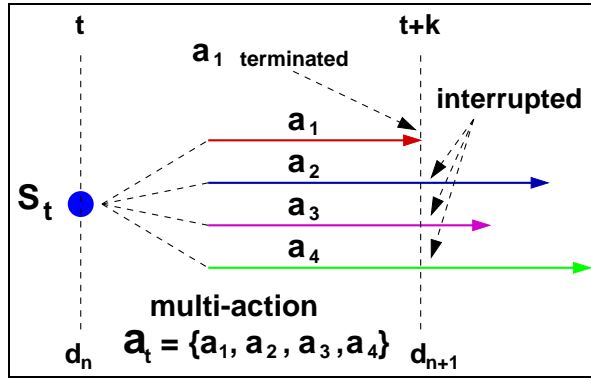 t
t+k
a1 terminated
interrupted
a1
a2
St
a3
a4
multi-action
at = {a1, a2 , a3 ,a4}
dn
dn+1